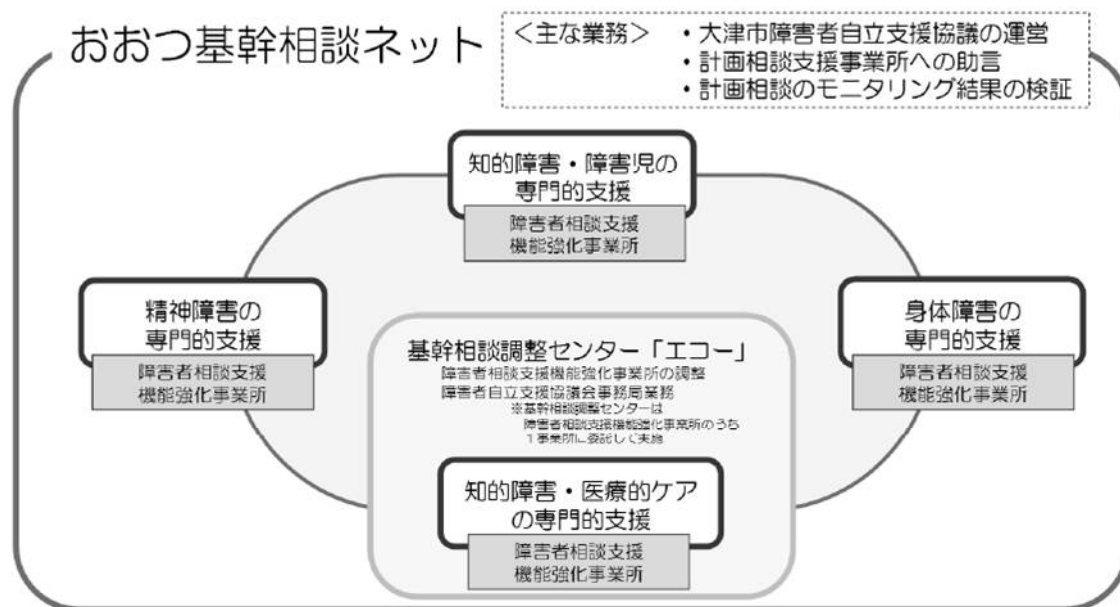 おおつ基幹相談ネット
＜主な業務＞
・大津市障害者自立支援協議の運営
・計画相談支援事業所への助言
・計画相談のモニタリング結果の検証
知的障害・障害児の
専門的支援
障害者相談支援
機能強化事業所
精神障害の
専門的支援
障害者相談支援
機能強化事業所
身体障害の
専門的支援
障害者相談支援
機能強化事業所
基幹相談調整センター「エコー」
障害者相談支援機能強化事業所の調整
障害者自立支援協議会事務局業務
※基幹相談調整センターは
障害者相談支援機能強化事業所のうち
１事業所に委託して実施
知的障害・医療的ケア
の専門的支援
障害者相談支援
機能強化事業所